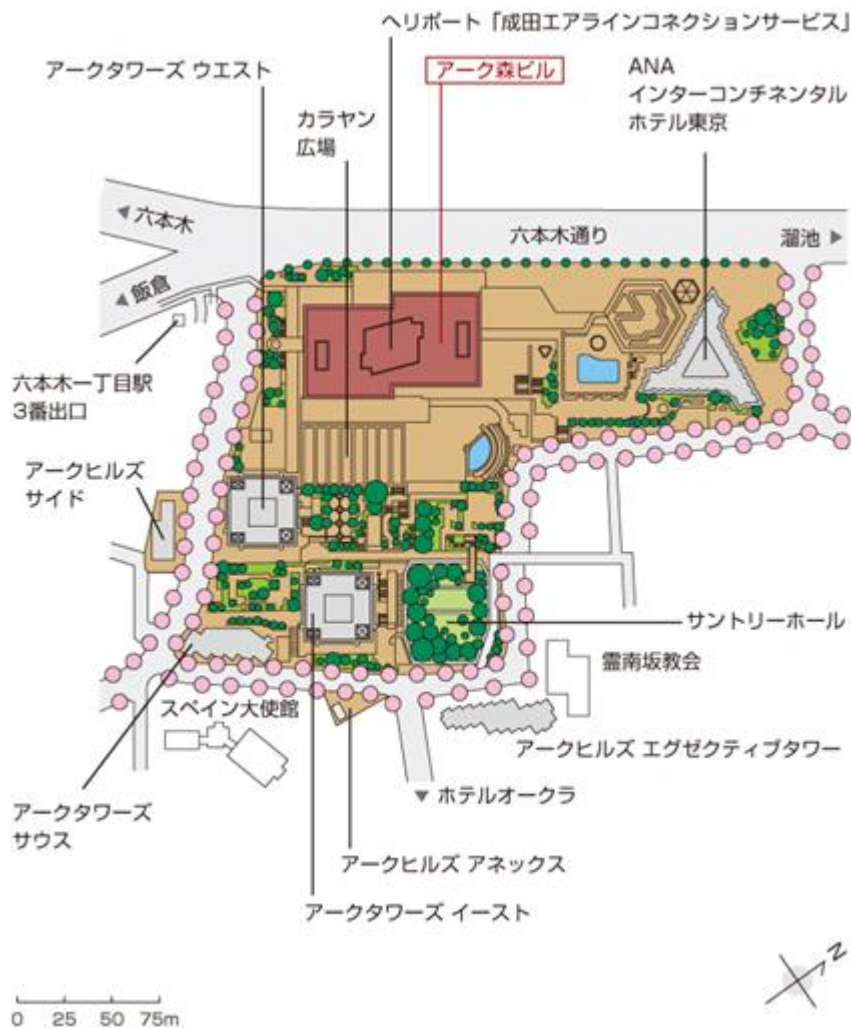 ヘリポート「成田エアラインコネクションサービス」
アークタワーズ ウエスト
アーク森ビル
ANA
インターコンチネンタル
ホテル東京
カラヤン
広場
◀ 六本木
六本木通り
溜池 ▶
◀ 飯倉
六本木一丁目駅
3番出口
アークヒルズ
サイド
サントリーホール
霊南坂教会
スペイン大使館
アークヒルズ エグゼクティブタワー
▼ ホテルオークラ
アークタワーズ
サウス
アークヒルズ アネックス
アークタワーズ イースト
N
0 25 50 75m